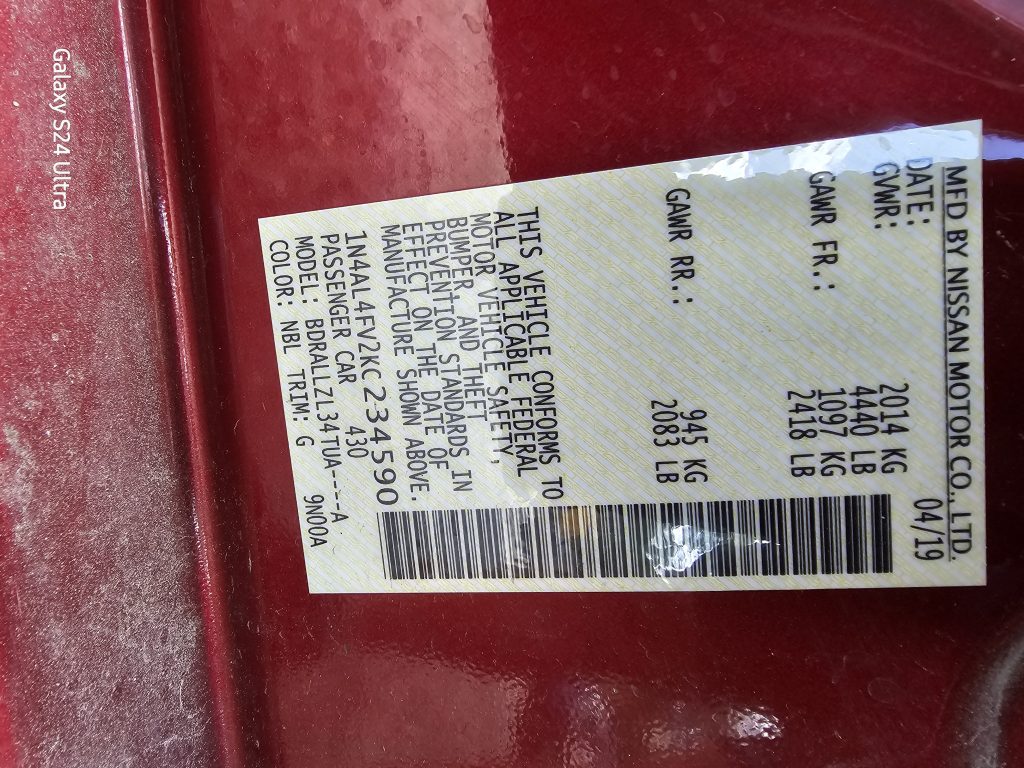 MFD BY NISSAN MOTOR CO., LTD.
DATE: 04/19
GVWR: 2014 KG
4440 LB
GAWR FR.: 1097 KG
2418 LB
GAWR RR.: 945 KG
2083 LB
THIS VEHICLE CONFORMS TO
ALL APPLICABLE FEDERAL
MOTOR VEHICLE SAFETY,
BUMPER, AND THEFT
PREVENTION STANDARDS IN
EFFECT ON THE DATE OF
MANUFACTURE SHOWN ABOVE.
1N4AL4FV2KC234590
PASSENGER CAR 430
MODEL: BDRALLZL34TUA----A
COLOR: NBL TRIM: G 9N00A
Galaxy S24 Ultra